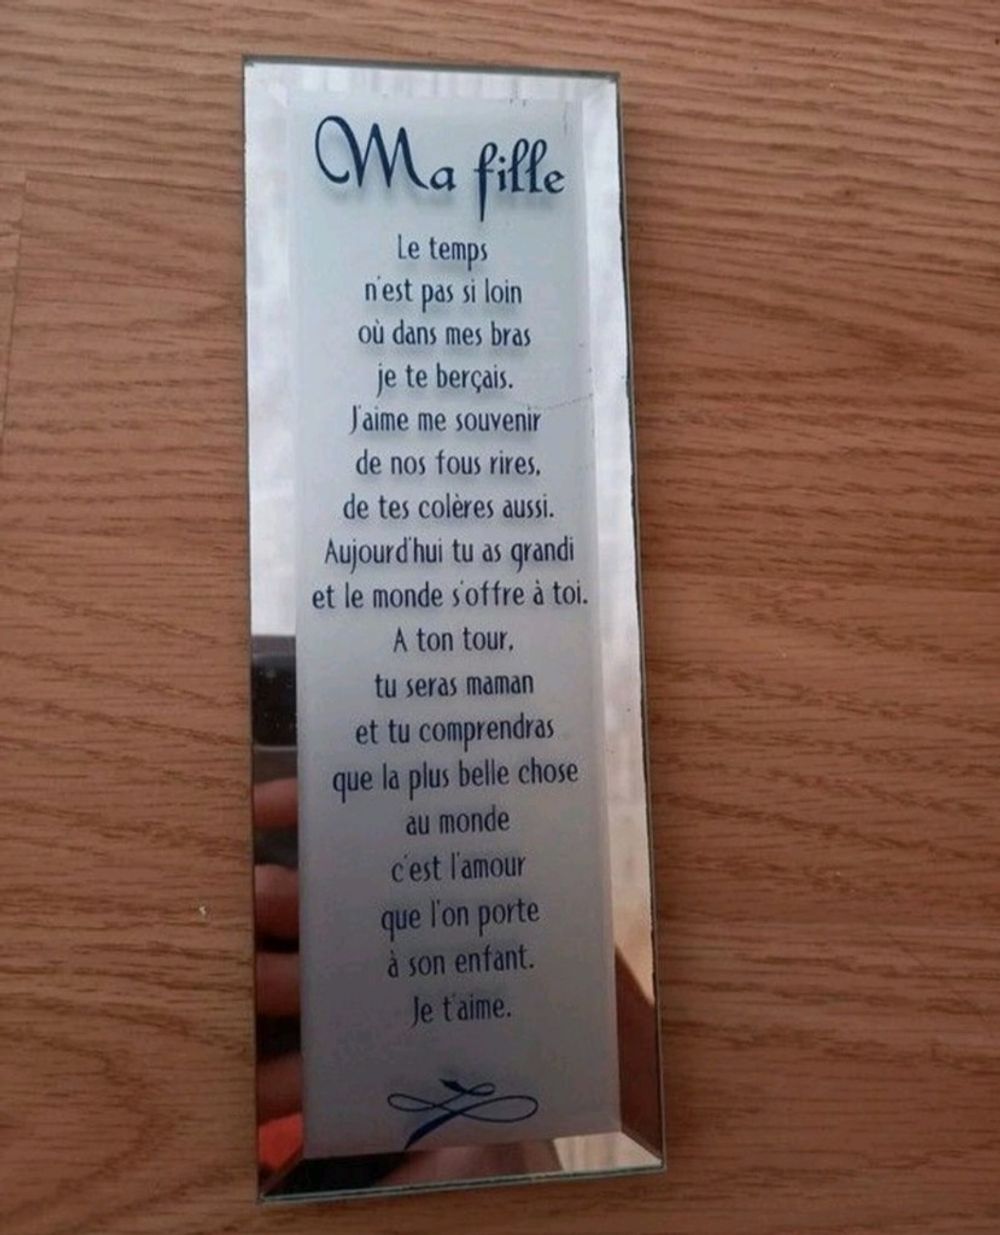 Ma fille
Le temps
n'est pas si loin
où dans mes bras
je te berçais.
J'aime me souvenir
de nos fous rires,
de tes colères aussi.
Aujourd'hui tu as grandi
et le monde s'offre à toi.
A ton tour,
tu seras maman
et tu comprendras
que la plus belle chose
au monde
c'est l'amour
que l'on porte
à son enfant.
Je t'aime.